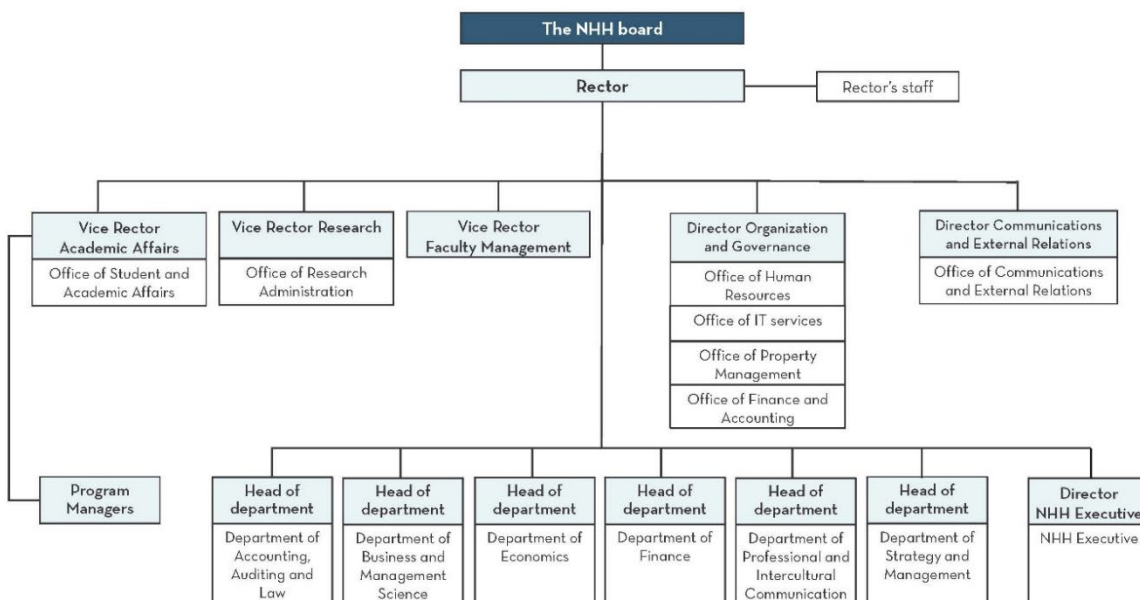 The NHH board
Rector
Rector's staff
Vice Rector
Academic Affairs
Office of Student and
Academic Affairs
Vice Rector Research
Office of Research
Administration
Vice Rector
Faculty Management
Director Organization
and Governance
Office of Human
Resources
Office of IT services
Office of Property
Management
Office of Finance and
Accounting
Director Communications
and External Relations
Office of Communications
and External Relations
Program
Managers
Head of
department
Department of
Accounting,
Auditing and
Law
Head of
department
Department of
Business and
Management
Science
Head of
department
Department of
Economics
Head of
department
Department of
Finance
Head of
department
Department of
Professional and
Intercultural
Communication
Head of
department
Department of
Strategy and
Management
Director
NHH Executive
NHH Executive